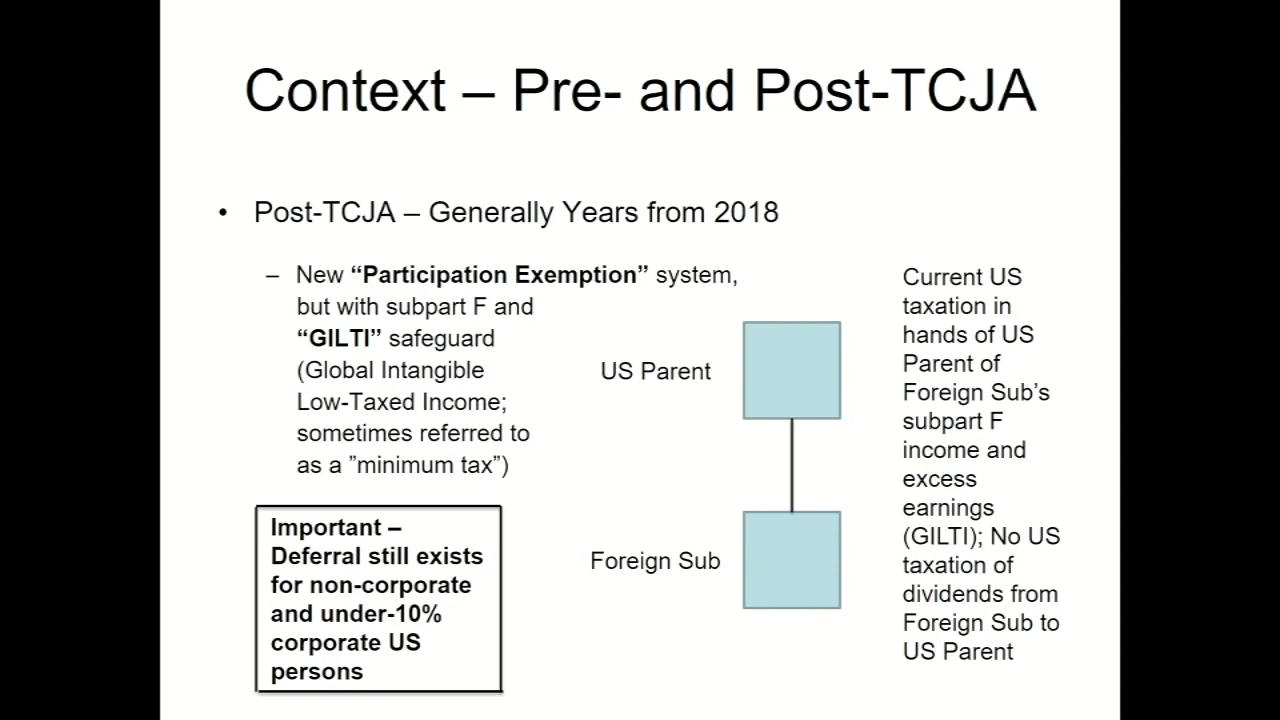 Context – Pre- and Post-TCJA
• Post-TCJA – Generally Years from 2018
– New “Participation Exemption” system,
but with subpart F and
“GILTI” safeguard
(Global Intangible
Low-Taxed Income;
sometimes referred to
as a ”minimum tax”)
Important –
Deferral still exists
for non-corporate
and under-10%
corporate US
persons
US Parent
Foreign Sub
Current US
taxation in
hands of US
Parent of
Foreign Sub’s
subpart F
income and
excess
earnings
(GILTI); No US
taxation of
dividends from
Foreign Sub to
US Parent